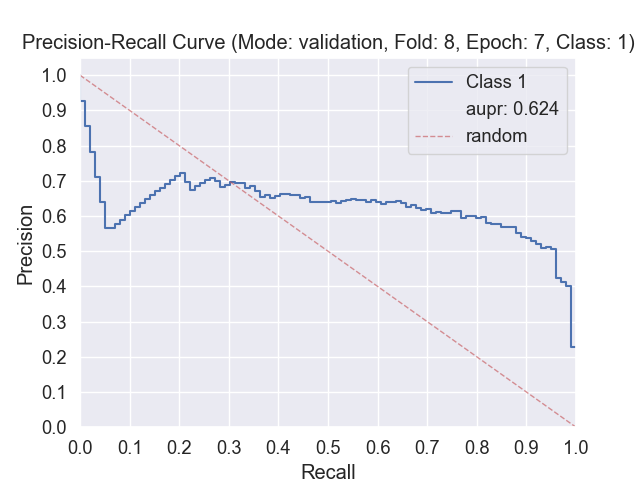 Precision-Recall Curve (Mode: validation, Fold: 8, Epoch: 7, Class: 1)
Class 1
aupr: 0.624
random
Precision
1.0
0.9
0.8
0.7
0.6
0.5
0.4
0.3
0.2
0.1
0.0
0.0 0.1 0.2 0.3 0.4 0.5 0.6 0.7 0.8 0.9 1.0
Recall